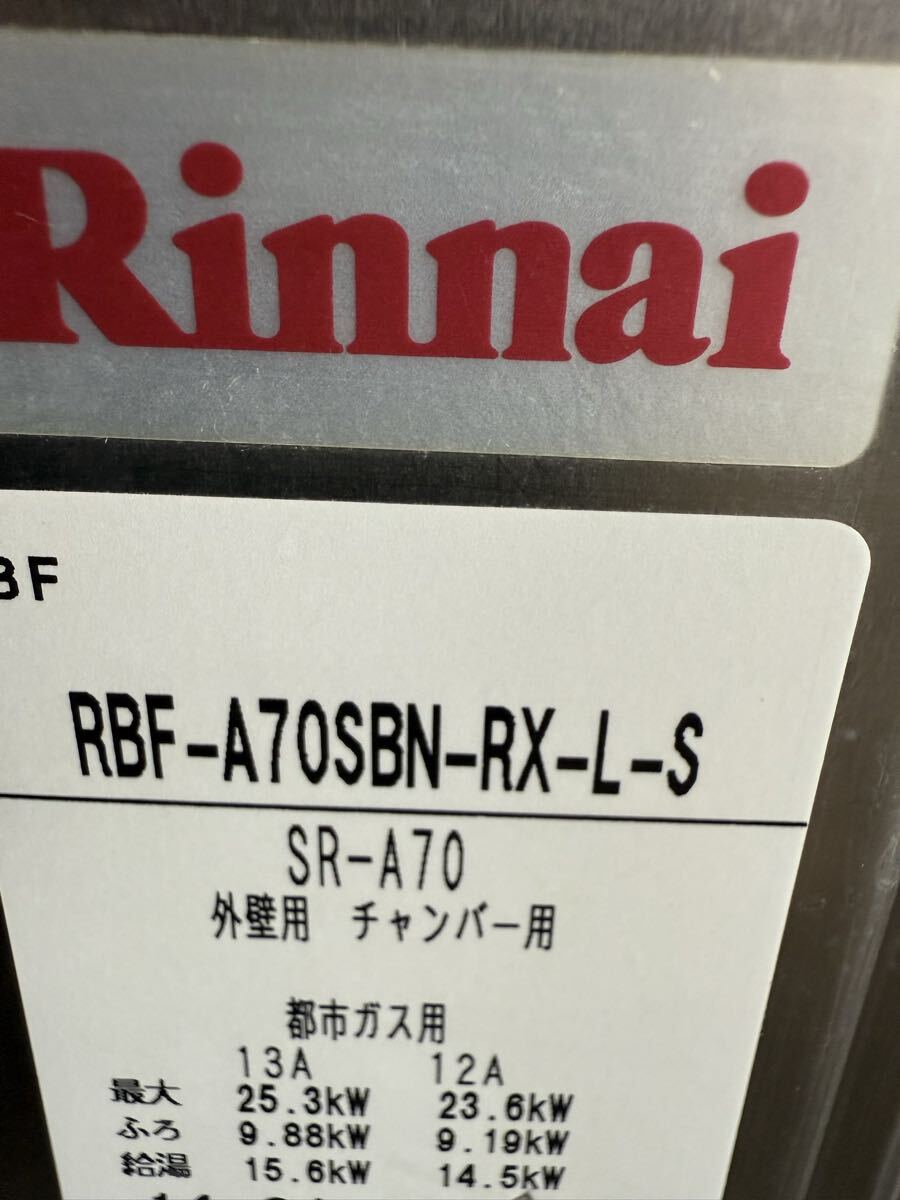 Rinnai
BF
RBF-A70SBN-RX-L-S
SR-A70
外壁用 チャンバー用
都市ガス用
13A 12A
最大 25.3kW 23.6kW
ふろ 9.88kW 9.19kW
給湯 15.6kW 14.5kW